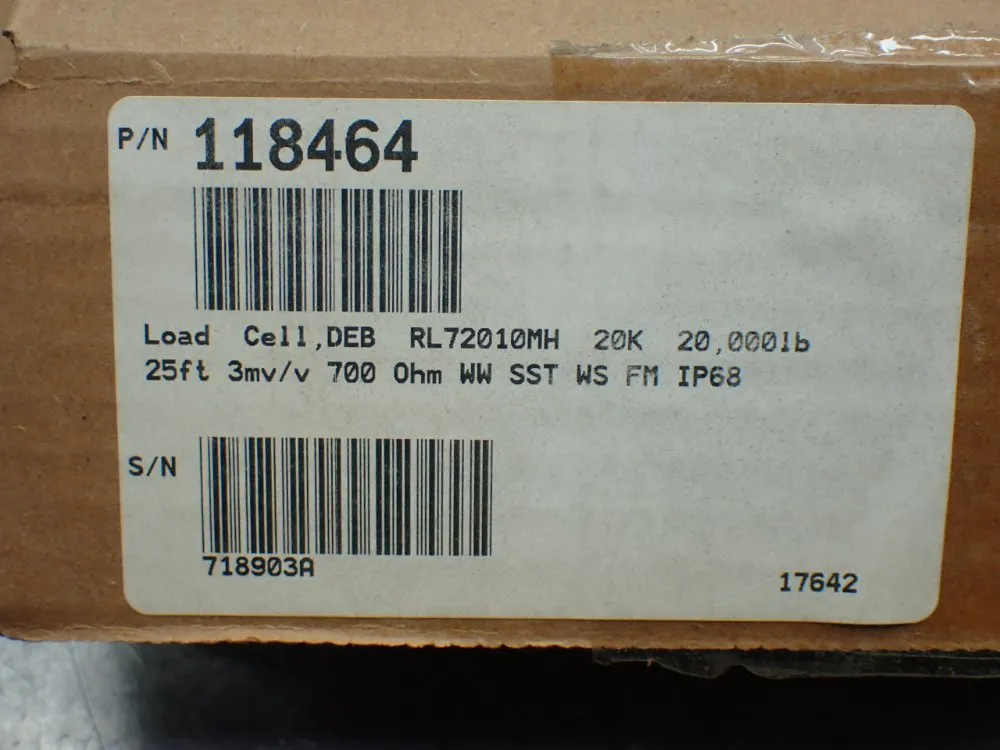 P/N 118464
Load Cell,DEB RL72010MH 20K 20,000lb
25ft 3mv/v 700 Ohm WW SST WS FM IP68
S/N
718903A
17642